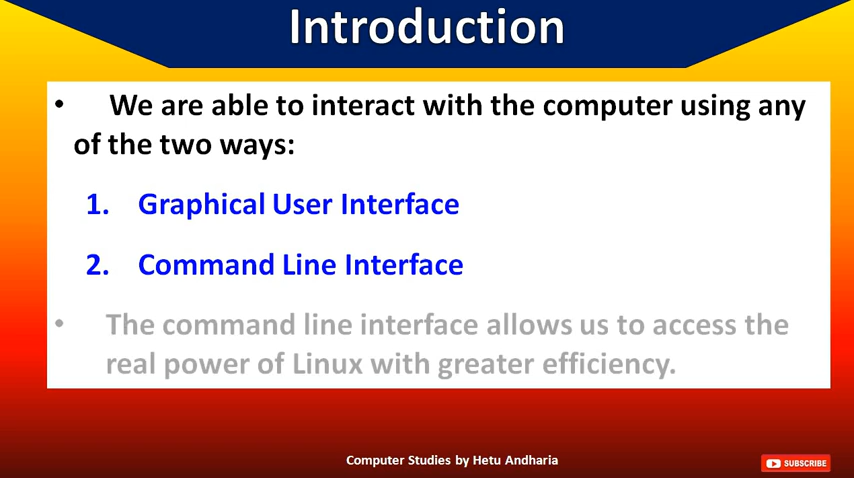 Introduction
• We are able to interact with the computer using any
of the two ways:
1. Graphical User Interface
2. Command Line Interface
• The command line interface allows us to access the
real power of Linux with greater efficiency.
Computer Studies by Hetu Andharia
SUBSCRIBE